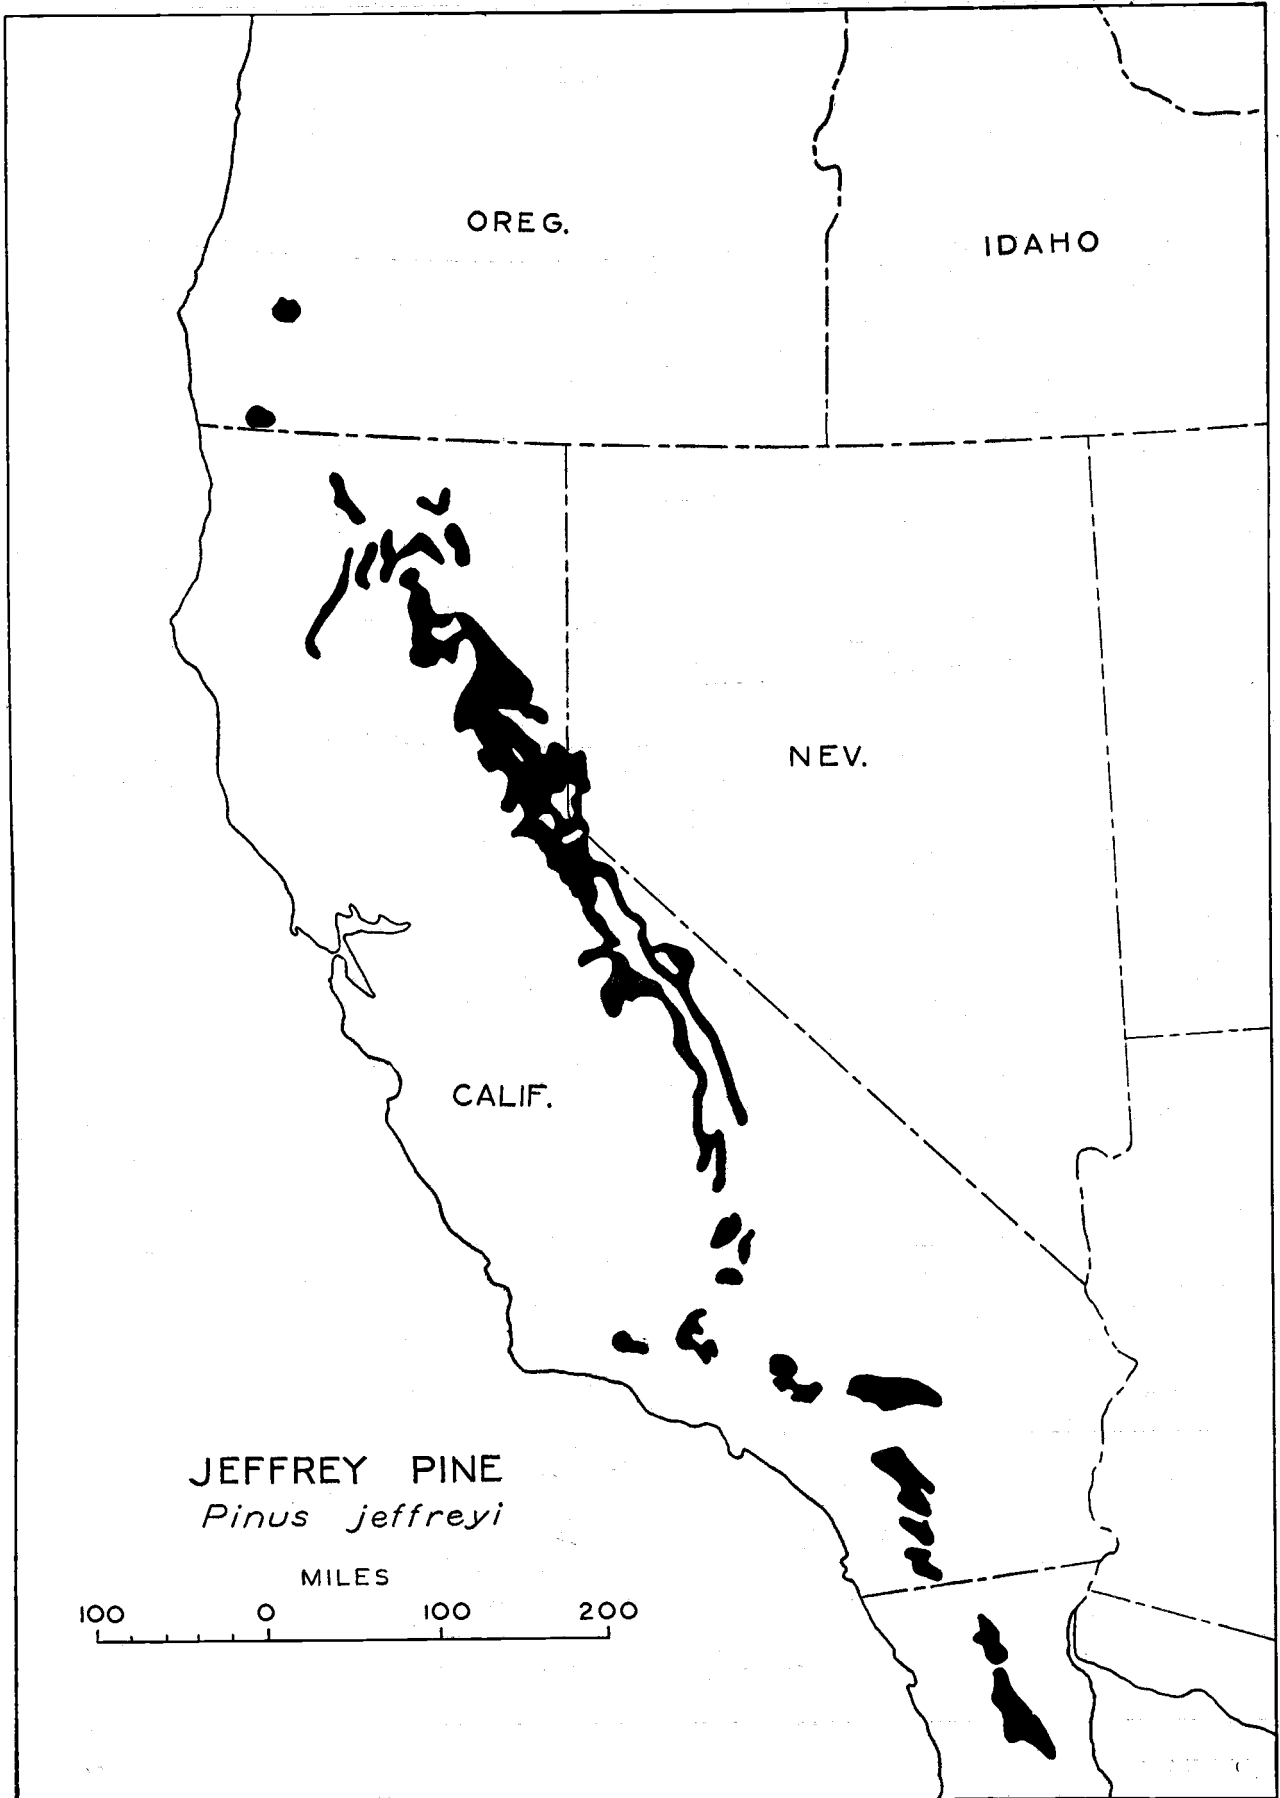 OREG.
IDAHO
NEV.
CALIF.
JEFFREY PINE
Pinus jeffreyi
MILES
100 0 100 200